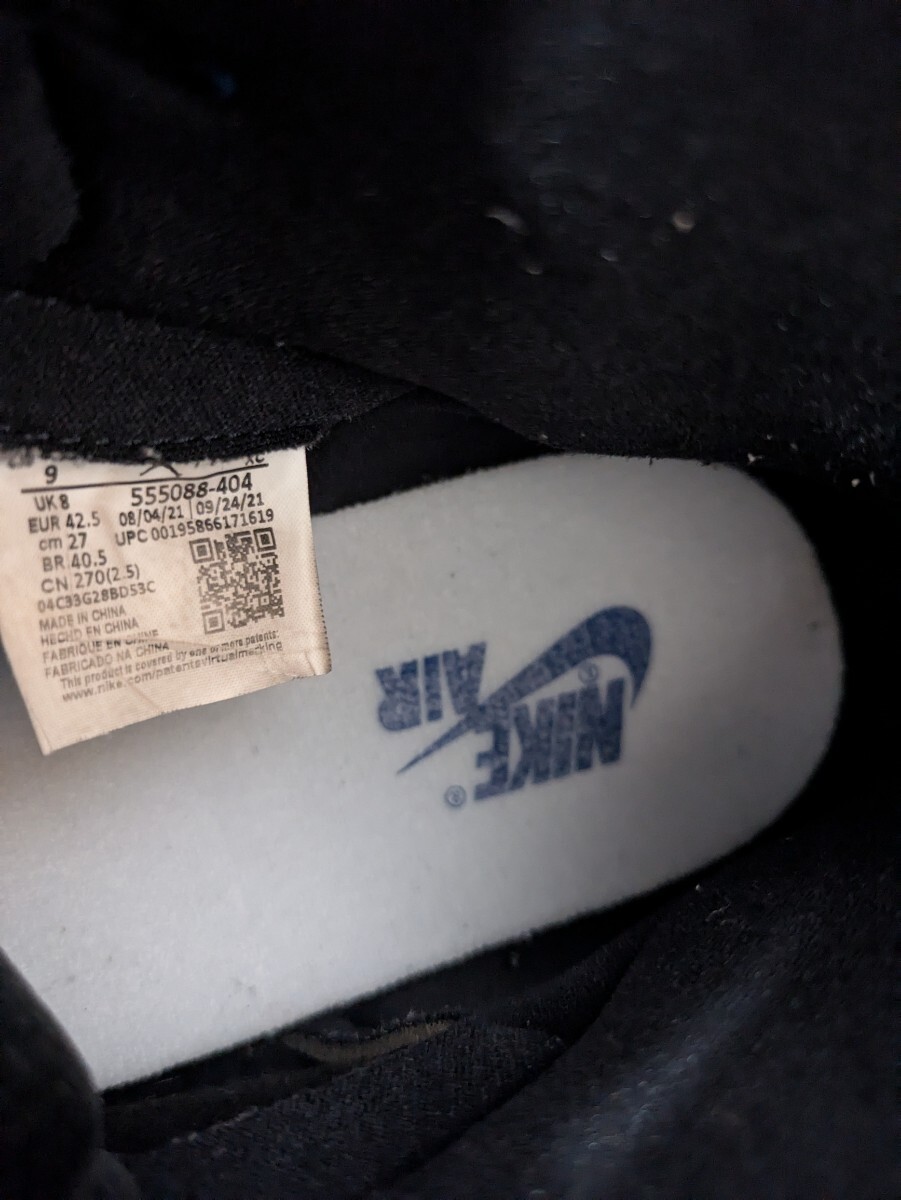 9
XC
UK 8
555088-404
EUR 42.5
08/04/21 09/24/21
cm 27
UPC 00195866171619
BR 40.5
CN 270(2.5)
04C33G28BD53C
MADE IN CHINA
HECHO EN CHINA
FABRIQUE EN CHINE
FABRICADO NA CHINA
This product is covered by one or more patents:
www.nike.com/patentsvirtualmarking
NIKE®
AIR